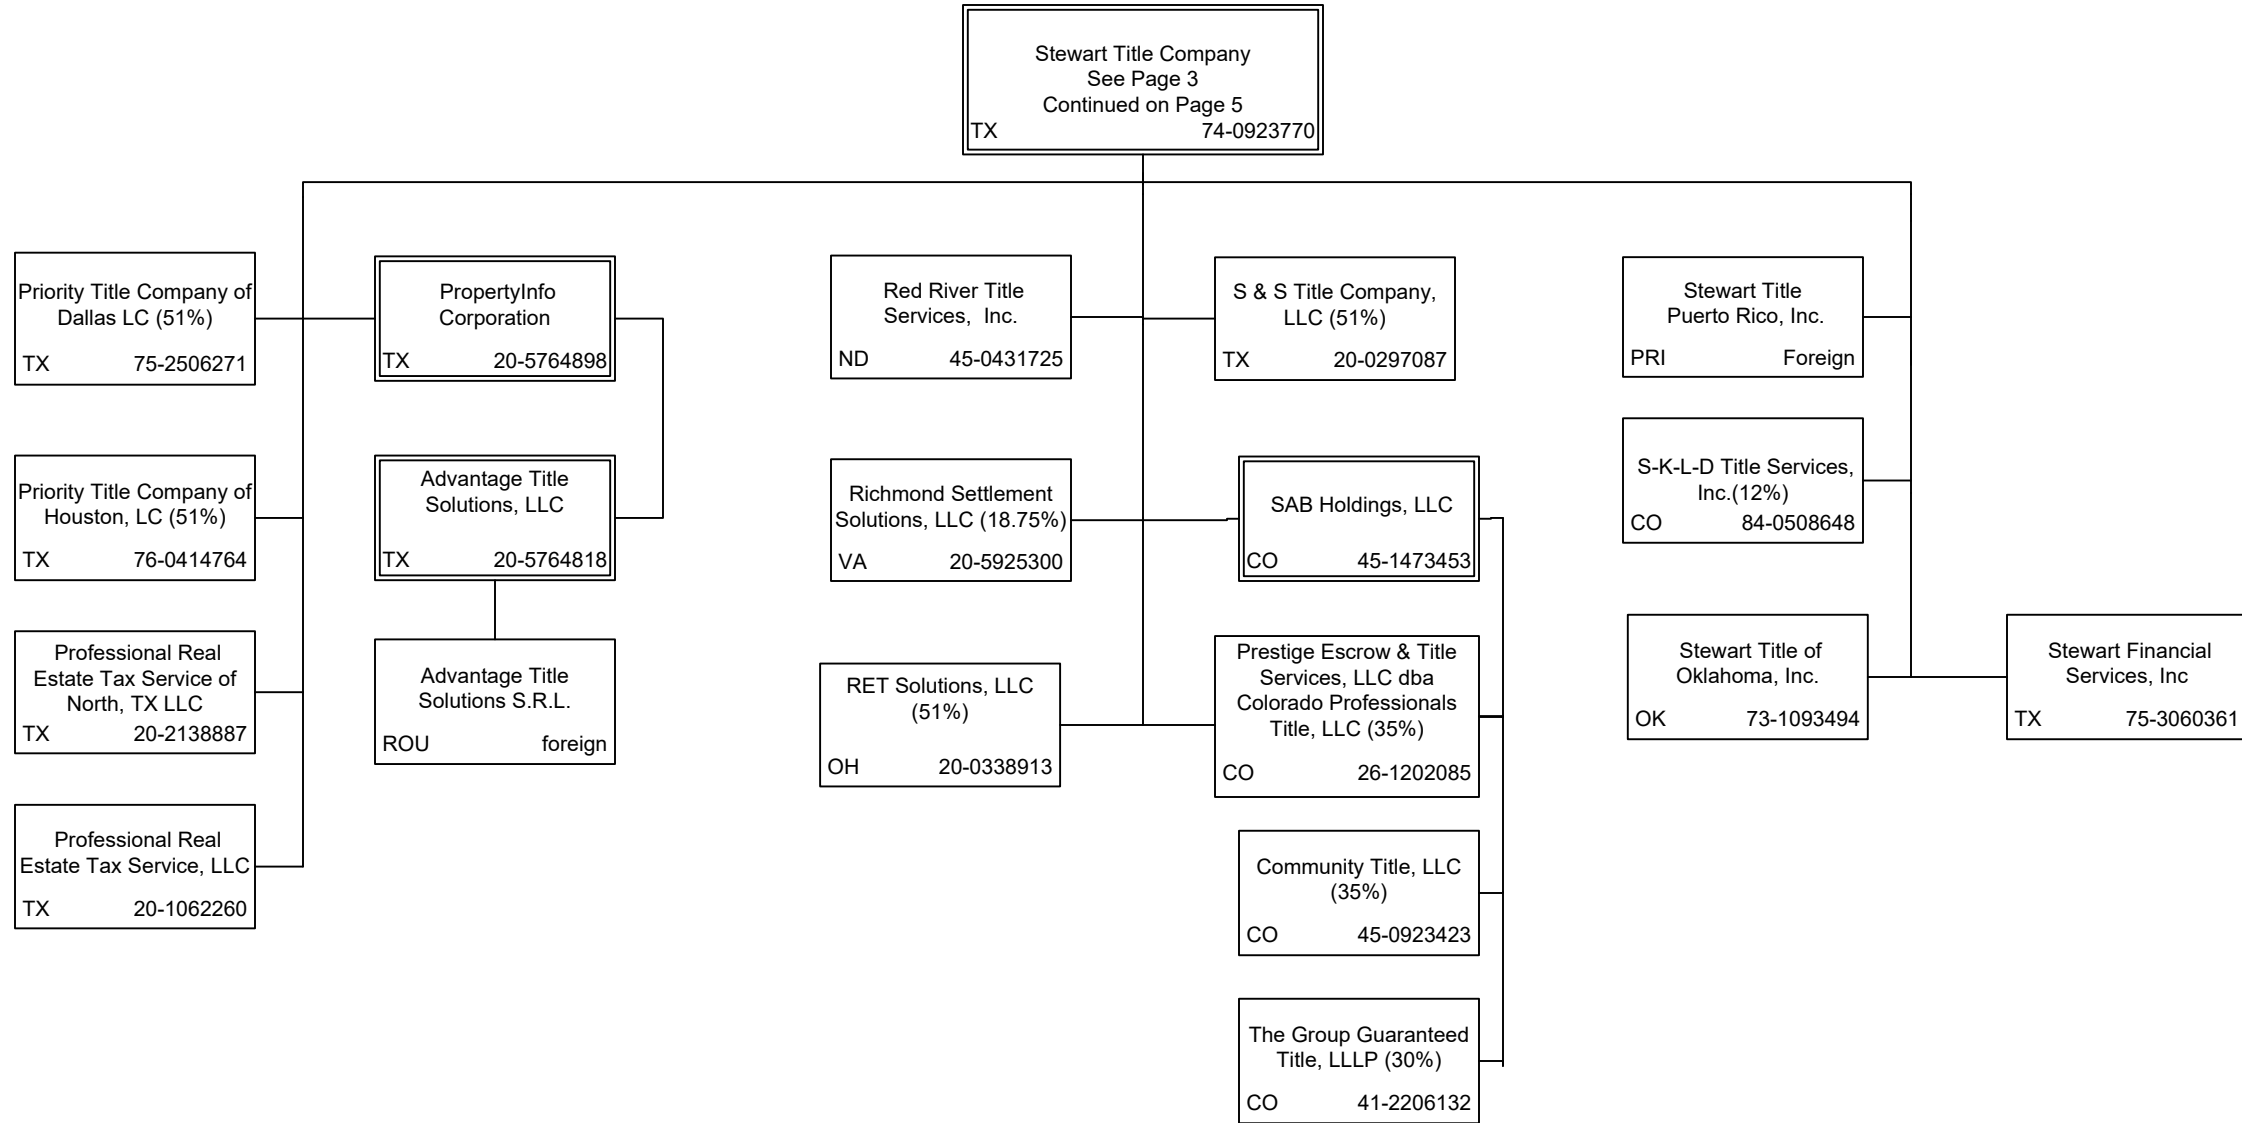 Stewart Title Company
See Page 3
Continued on Page 5
TX 74-0923770
Priority Title Company of
Dallas LC (51%)
TX 75-2506271
PropertyInfo
Corporation
TX 20-5764898
Red River Title
Services, Inc.
ND 45-0431725
S & S Title Company,
LLC (51%)
TX 20-0297087
Stewart Title
Puerto Rico, Inc.
PRI Foreign
Priority Title Company of
Houston, LC (51%)
TX 76-0414764
Advantage Title
Solutions, LLC
TX 20-5764818
Richmond Settlement
Solutions, LLC (18.75%)
VA 20-5925300
SAB Holdings, LLC
CO 45-1473453
S-K-L-D Title Services,
Inc.(12%)
CO 84-0508648
Professional Real
Estate Tax Service of
North, TX LLC
TX 20-2138887
Advantage Title
Solutions S.R.L.
ROU foreign
RET Solutions, LLC
(51%)
OH 20-0338913
Prestige Escrow & Title
Services, LLC dba
Colorado Professionals
Title, LLC (35%)
CO 26-1202085
Stewart Title of
Oklahoma, Inc.
OK 73-1093494
Stewart Financial
Services, Inc
TX 75-3060361
Professional Real
Estate Tax Service, LLC
TX 20-1062260
Community Title, LLC
(35%)
CO 45-0923423
The Group Guaranteed
Title, LLLP (30%)
CO 41-2206132